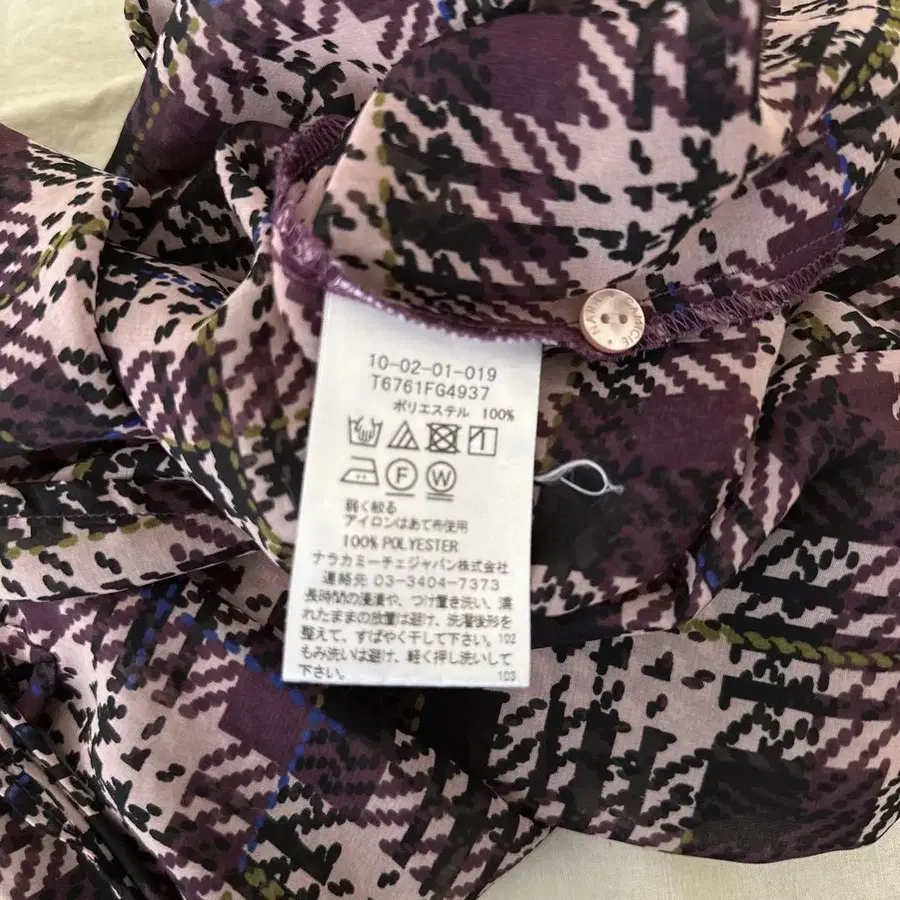 10-02-01-019
T6761FG4937
ポリエステル 100%
F W
弱く絞る
アイロンはあて布使用
100% POLYESTER
ナラカミーチェジャパン株式会社
連絡先 03-3404-7373
長時間の浸漬や、つけ置き洗い、濡
れたままの放置は避け、洗濯後形を
整えて、すばやく干して下さい。102
もみ洗いは避け、軽く押し洗いして
下さい。 103